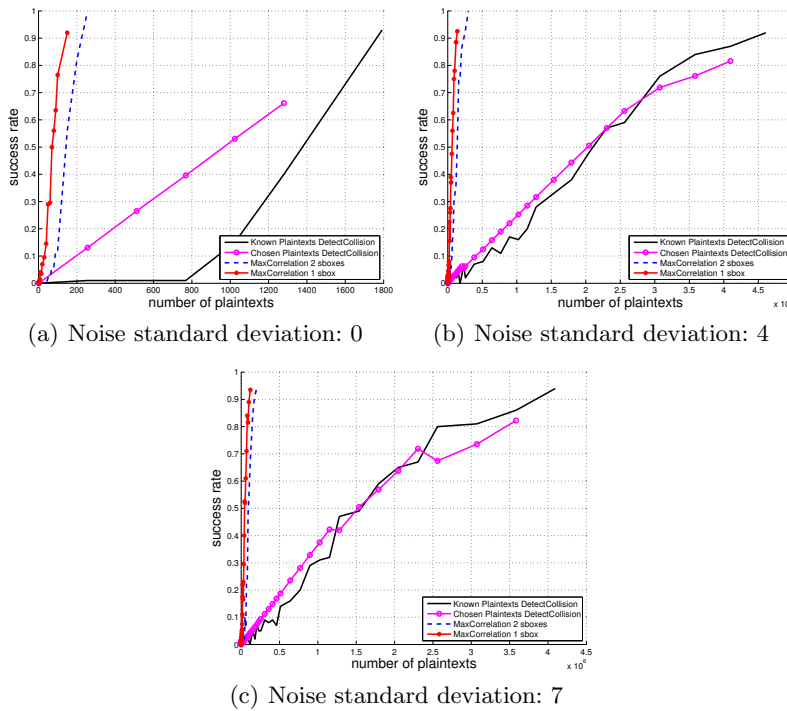 1
0.9
0.8
0.7
0.6
0.5
0.4
0.3
0.2
0.1
0
success rate
Known Plaintexts DetectCollision
Chosen Plaintexts DetectCollision
MaxCorrelation 2 sboxes
MaxCorrelation 1 sbox
0 200 400 600 800 1000 1200 1400 1600 1800
number of plaintexts
(a) Noise standard deviation: 0
1
0.9
0.8
0.7
0.6
0.5
0.4
0.3
0.2
0.1
0
success rate
Known Plaintexts DetectCollision
Chosen Plaintexts DetectCollision
MaxCorrelation 2 sboxes
MaxCorrelation 1 sbox
0 0.5 1 1.5 2 2.5 3 3.5 4 4.5
number of plaintexts
x
(b) Noise standard deviation: 4
1
0.9
0.8
0.7
0.6
0.5
0.4
0.3
0.2
0.1
0
success rate
Known Plaintexts DetectCollision
Chosen Plaintexts DetectCollision
MaxCorrelation 2 sboxes
MaxCorrelation 1 sbox
0 0.5 1 1.5 2 2.5 3 3.5 4 4.5
number of plaintexts
x 10^6
(c) Noise standard deviation: 7